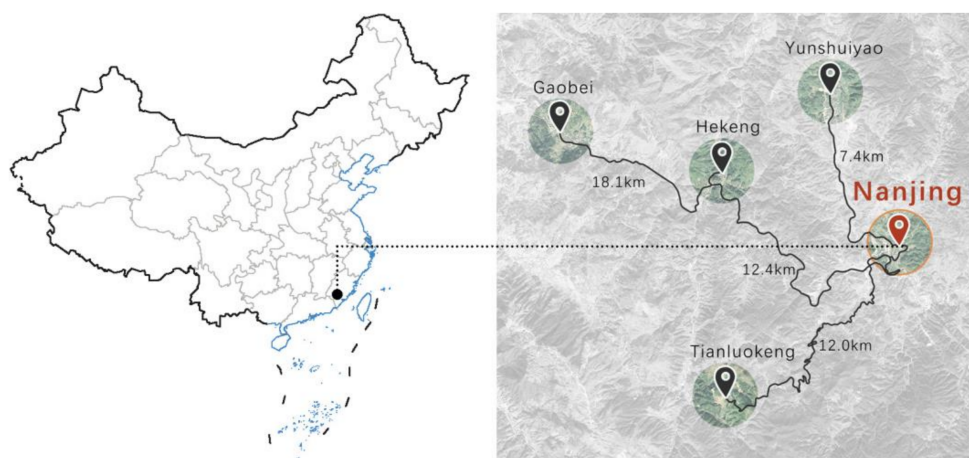 Yunshuiyao
Gaobei
Hekeng
7.4km
18.1km
Nanjing
12.4km
Tianluokeng
12.0km